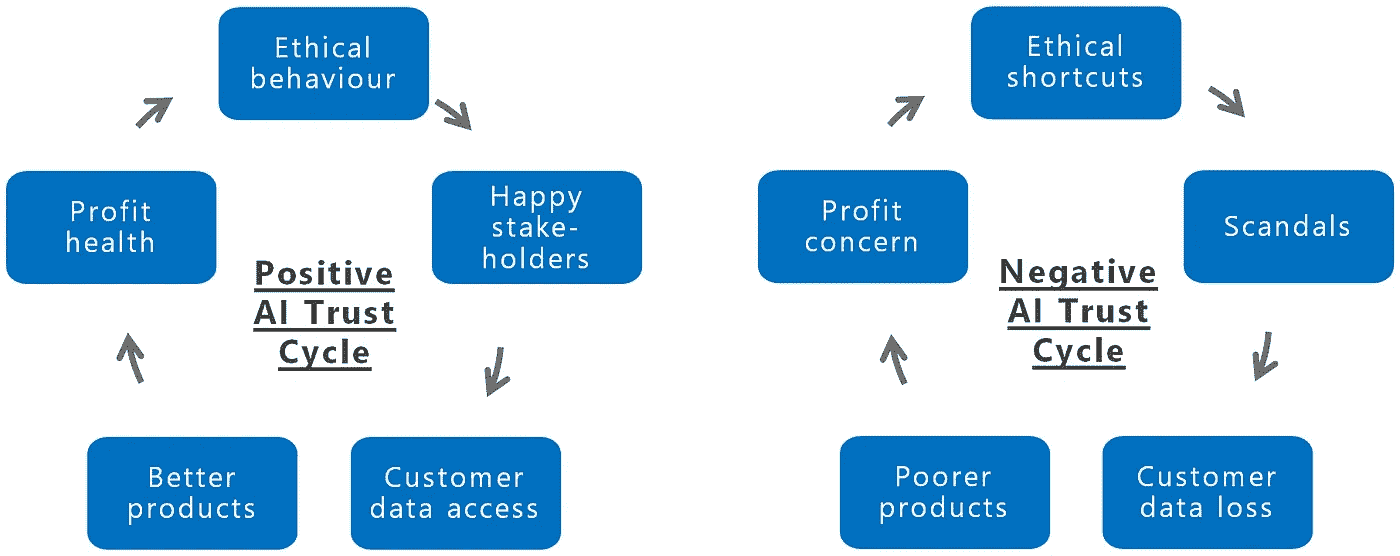 Ethical
behaviour
Happy
stake-
holders
Customer
data access
Better
products
Profit
health
Positive
AI Trust
Cycle
Ethical
shortcuts
Scandals
Customer
data loss
Poorer
products
Profit
concern
Negative
AI Trust
Cycle